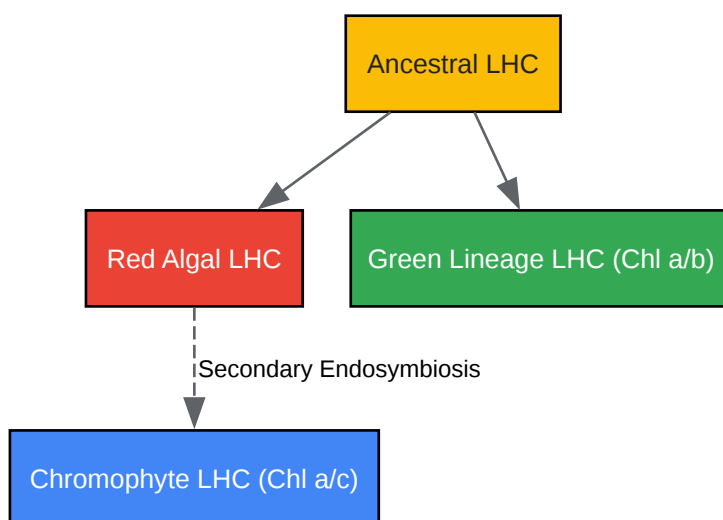 Ancestral LHC
Red Algal LHC
Green Lineage LHC (Chl a/b)
Secondary Endosymbiosis
Chromophyte LHC (Chl a/c)